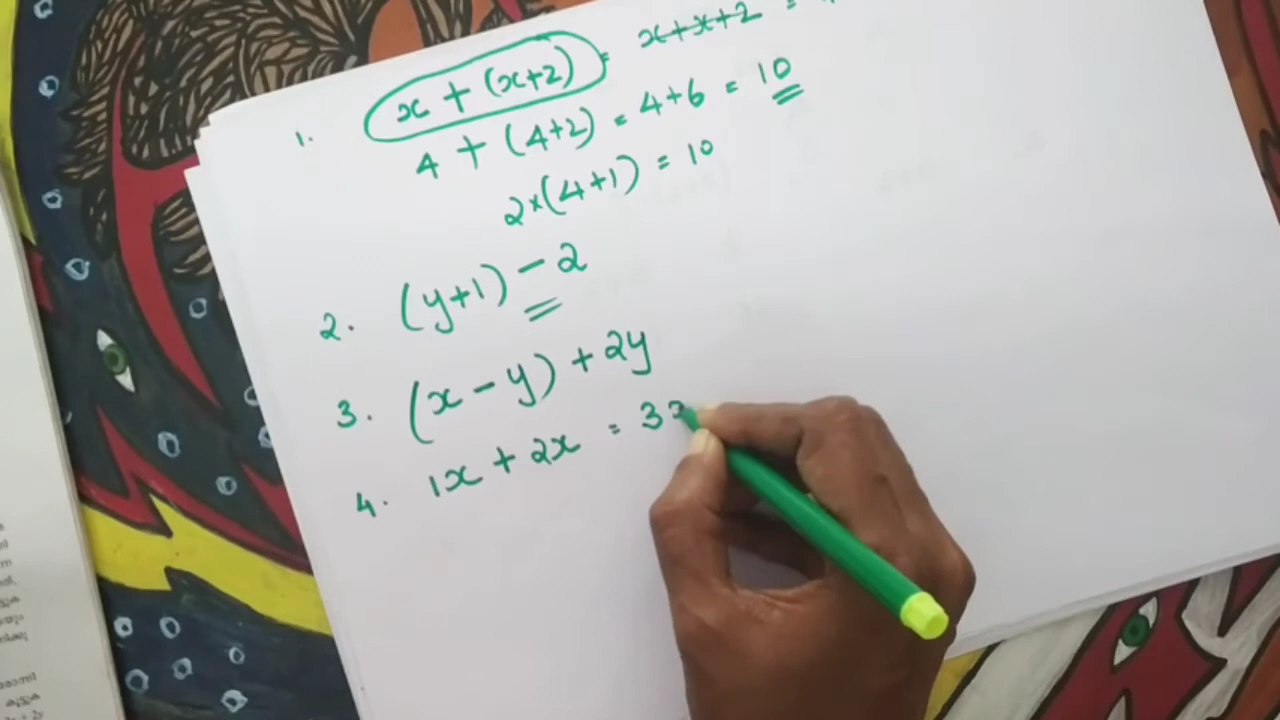 1. x + (x+2) = x+x+2 =
4 + (4+2) = 4+6 = 10
2×(4+1) = 10
2. (y+1) - 2
3. (x-y) + 2y
4. 1x + 2x = 3x